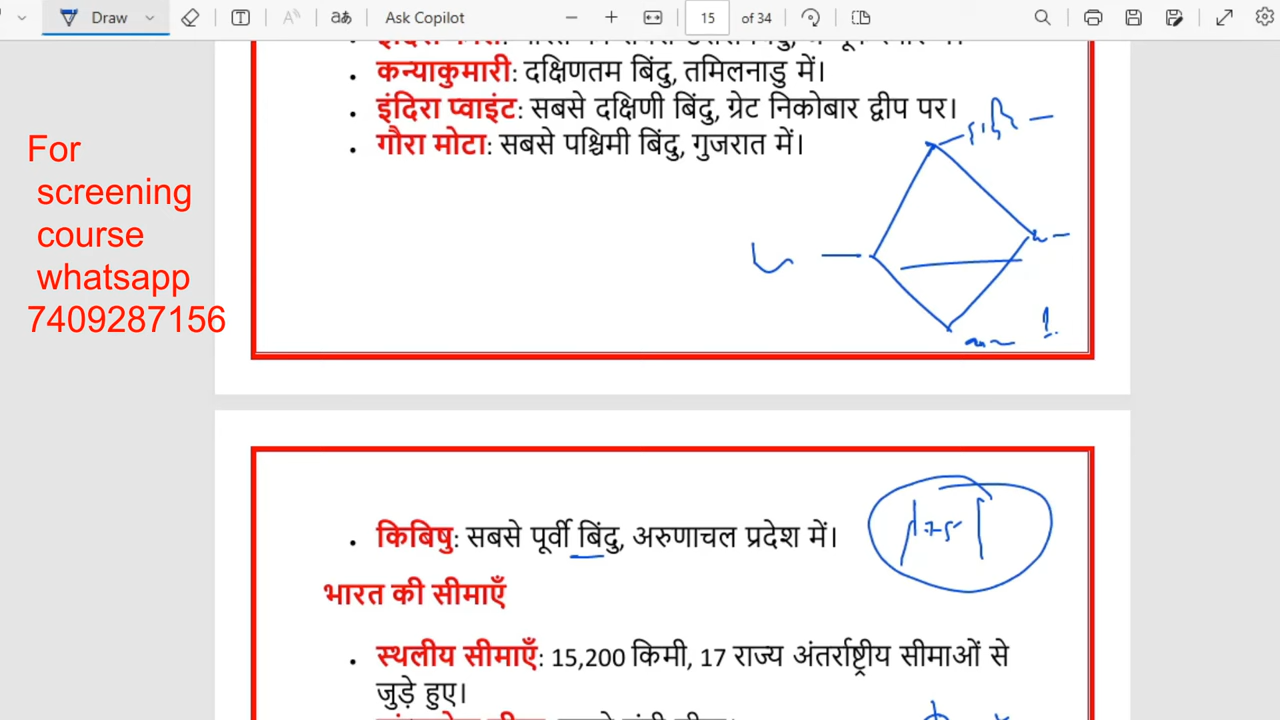 Draw
Ask Copilot
15
of 34
कन्याकुमारी: दक्षिणतम बिंदु, तमिलनाडु में।
इंदिरा प्वाइंट: सबसे दक्षिणी बिंदु, ग्रेट निकोबार द्वीप पर।
गौरा मोटा: सबसे पश्चिमी बिंदु, गुजरात में।
For
screening
course
whatsapp
7409287156
किबिषु: सबसे पूर्वी बिंदु, अरुणाचल प्रदेश में।
भारत की सीमाएँ
स्थलीय सीमाएँ: 15,200 किमी, 17 राज्य अंतर्राष्ट्रीय सीमाओं से
जुड़े हुए।